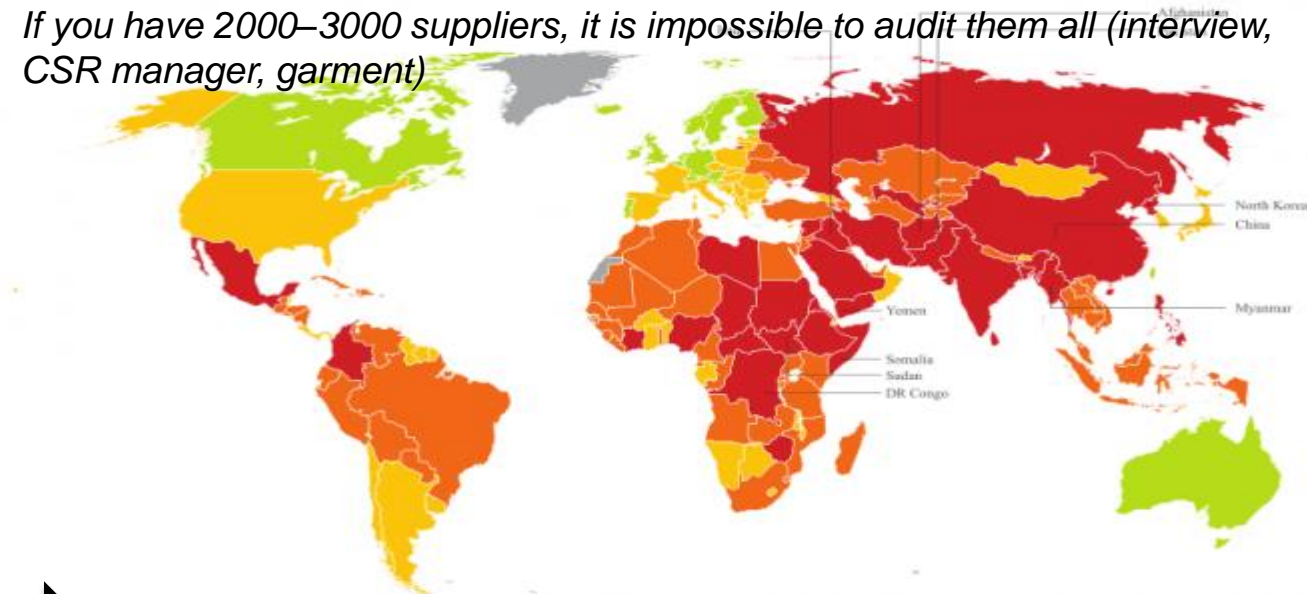 If you have 2000–3000 suppliers, it is impossible to audit them all (interview,
CSR manager, garment)
Afghanistan
North Korea
China
Yemen
Myanmar
Somalia
Sudan
DR Congo